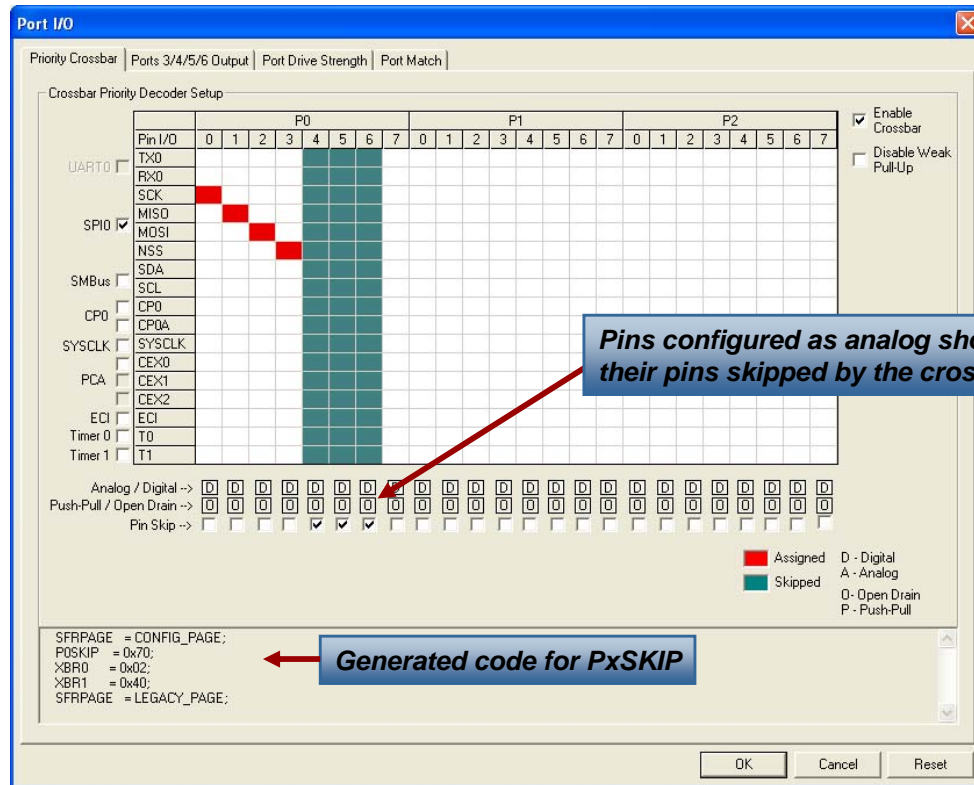 Port I/O
Priority Crossbar Ports 3/4/5/6 Output Port Drive Strength Port Match
Crossbar Priority Decoder Setup
P0 P1 P2
Pin I/O 0 1 2 3 4 5 6 7 0 1 2 3 4 5 6 7 0 1 2 3 4 5 6 7
Enable Crossbar
Disable Weak Pull-Up
UART0 TX0
RX0
SCK
SPI0 MISO
MOSI
NSS
SMBus SDA
SCL
CP0 CP0
CP0A
SYSCLK SYSCLK
CEX0
PCA CEX1
CEX2
ECI ECI
Timer 0 T0
Timer 1 T1
Pins configured as analog sho
their pins skipped by the cros
Analog / Digital --> D D D D D D D D D D D D D D D D D D D D D D D D
Push-Pull / Open Drain --> O O O O O O O O O O O O O O O O O O O O O O O O
Pin Skip -->
Assigned
Skipped
D - Digital
A - Analog
O- Open Drain
P - Push-Pull
SFRPAGE = CONFIG_PAGE;
P0SKIP = 0x70;
XBR0 = 0x02;
XBR1 = 0x40;
SFRPAGE = LEGACY_PAGE;
Generated code for PxSKIP
OK Cancel Reset